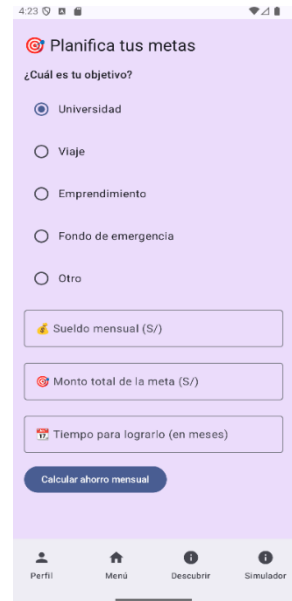 4:23
🎯 Planifica tus metas
¿Cuál es tu objetivo?
Universidad
Viaje
Emprendimiento
Fondo de emergencia
Otro
💰 Sueldo mensual (S/)
🎯 Monto total de la meta (S/)
📆 Tiempo para lograrlo (en meses)
Calcular ahorro mensual
Perfil Menú Descubrir Simulador